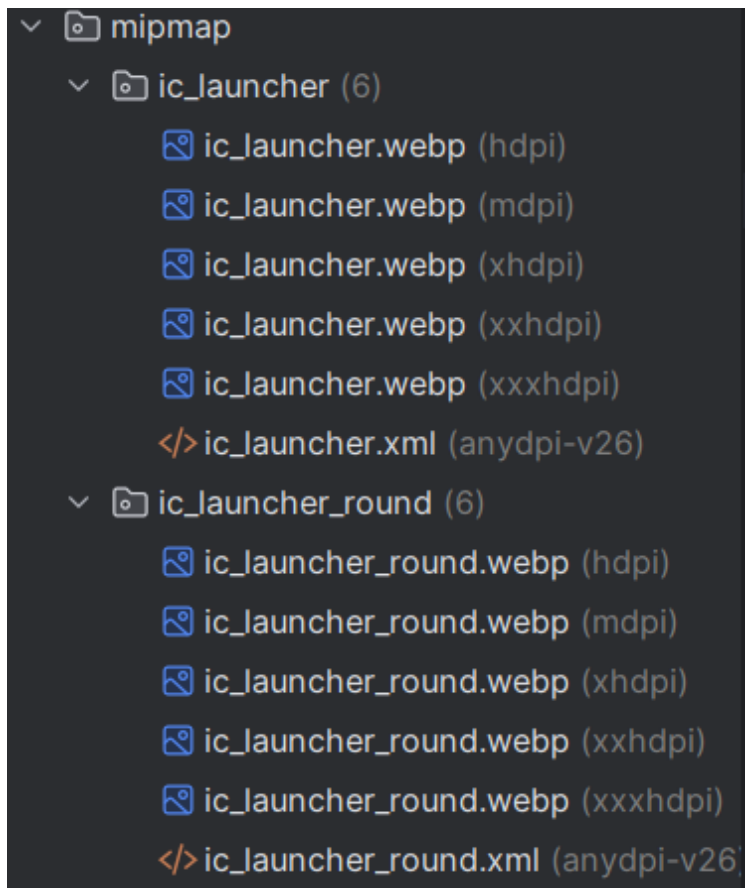 mipmap
ic_launcher (6)
ic_launcher.webp (hdpi)
ic_launcher.webp (mdpi)
ic_launcher.webp (xhdpi)
ic_launcher.webp (xxhdpi)
ic_launcher.webp (xxxhdpi)
</> ic_launcher.xml (anydpi-v26)
ic_launcher_round (6)
ic_launcher_round.webp (hdpi)
ic_launcher_round.webp (mdpi)
ic_launcher_round.webp (xhdpi)
ic_launcher_round.webp (xxhdpi)
ic_launcher_round.webp (xxxhdpi)
</> ic_launcher_round.xml (anydpi-v26)